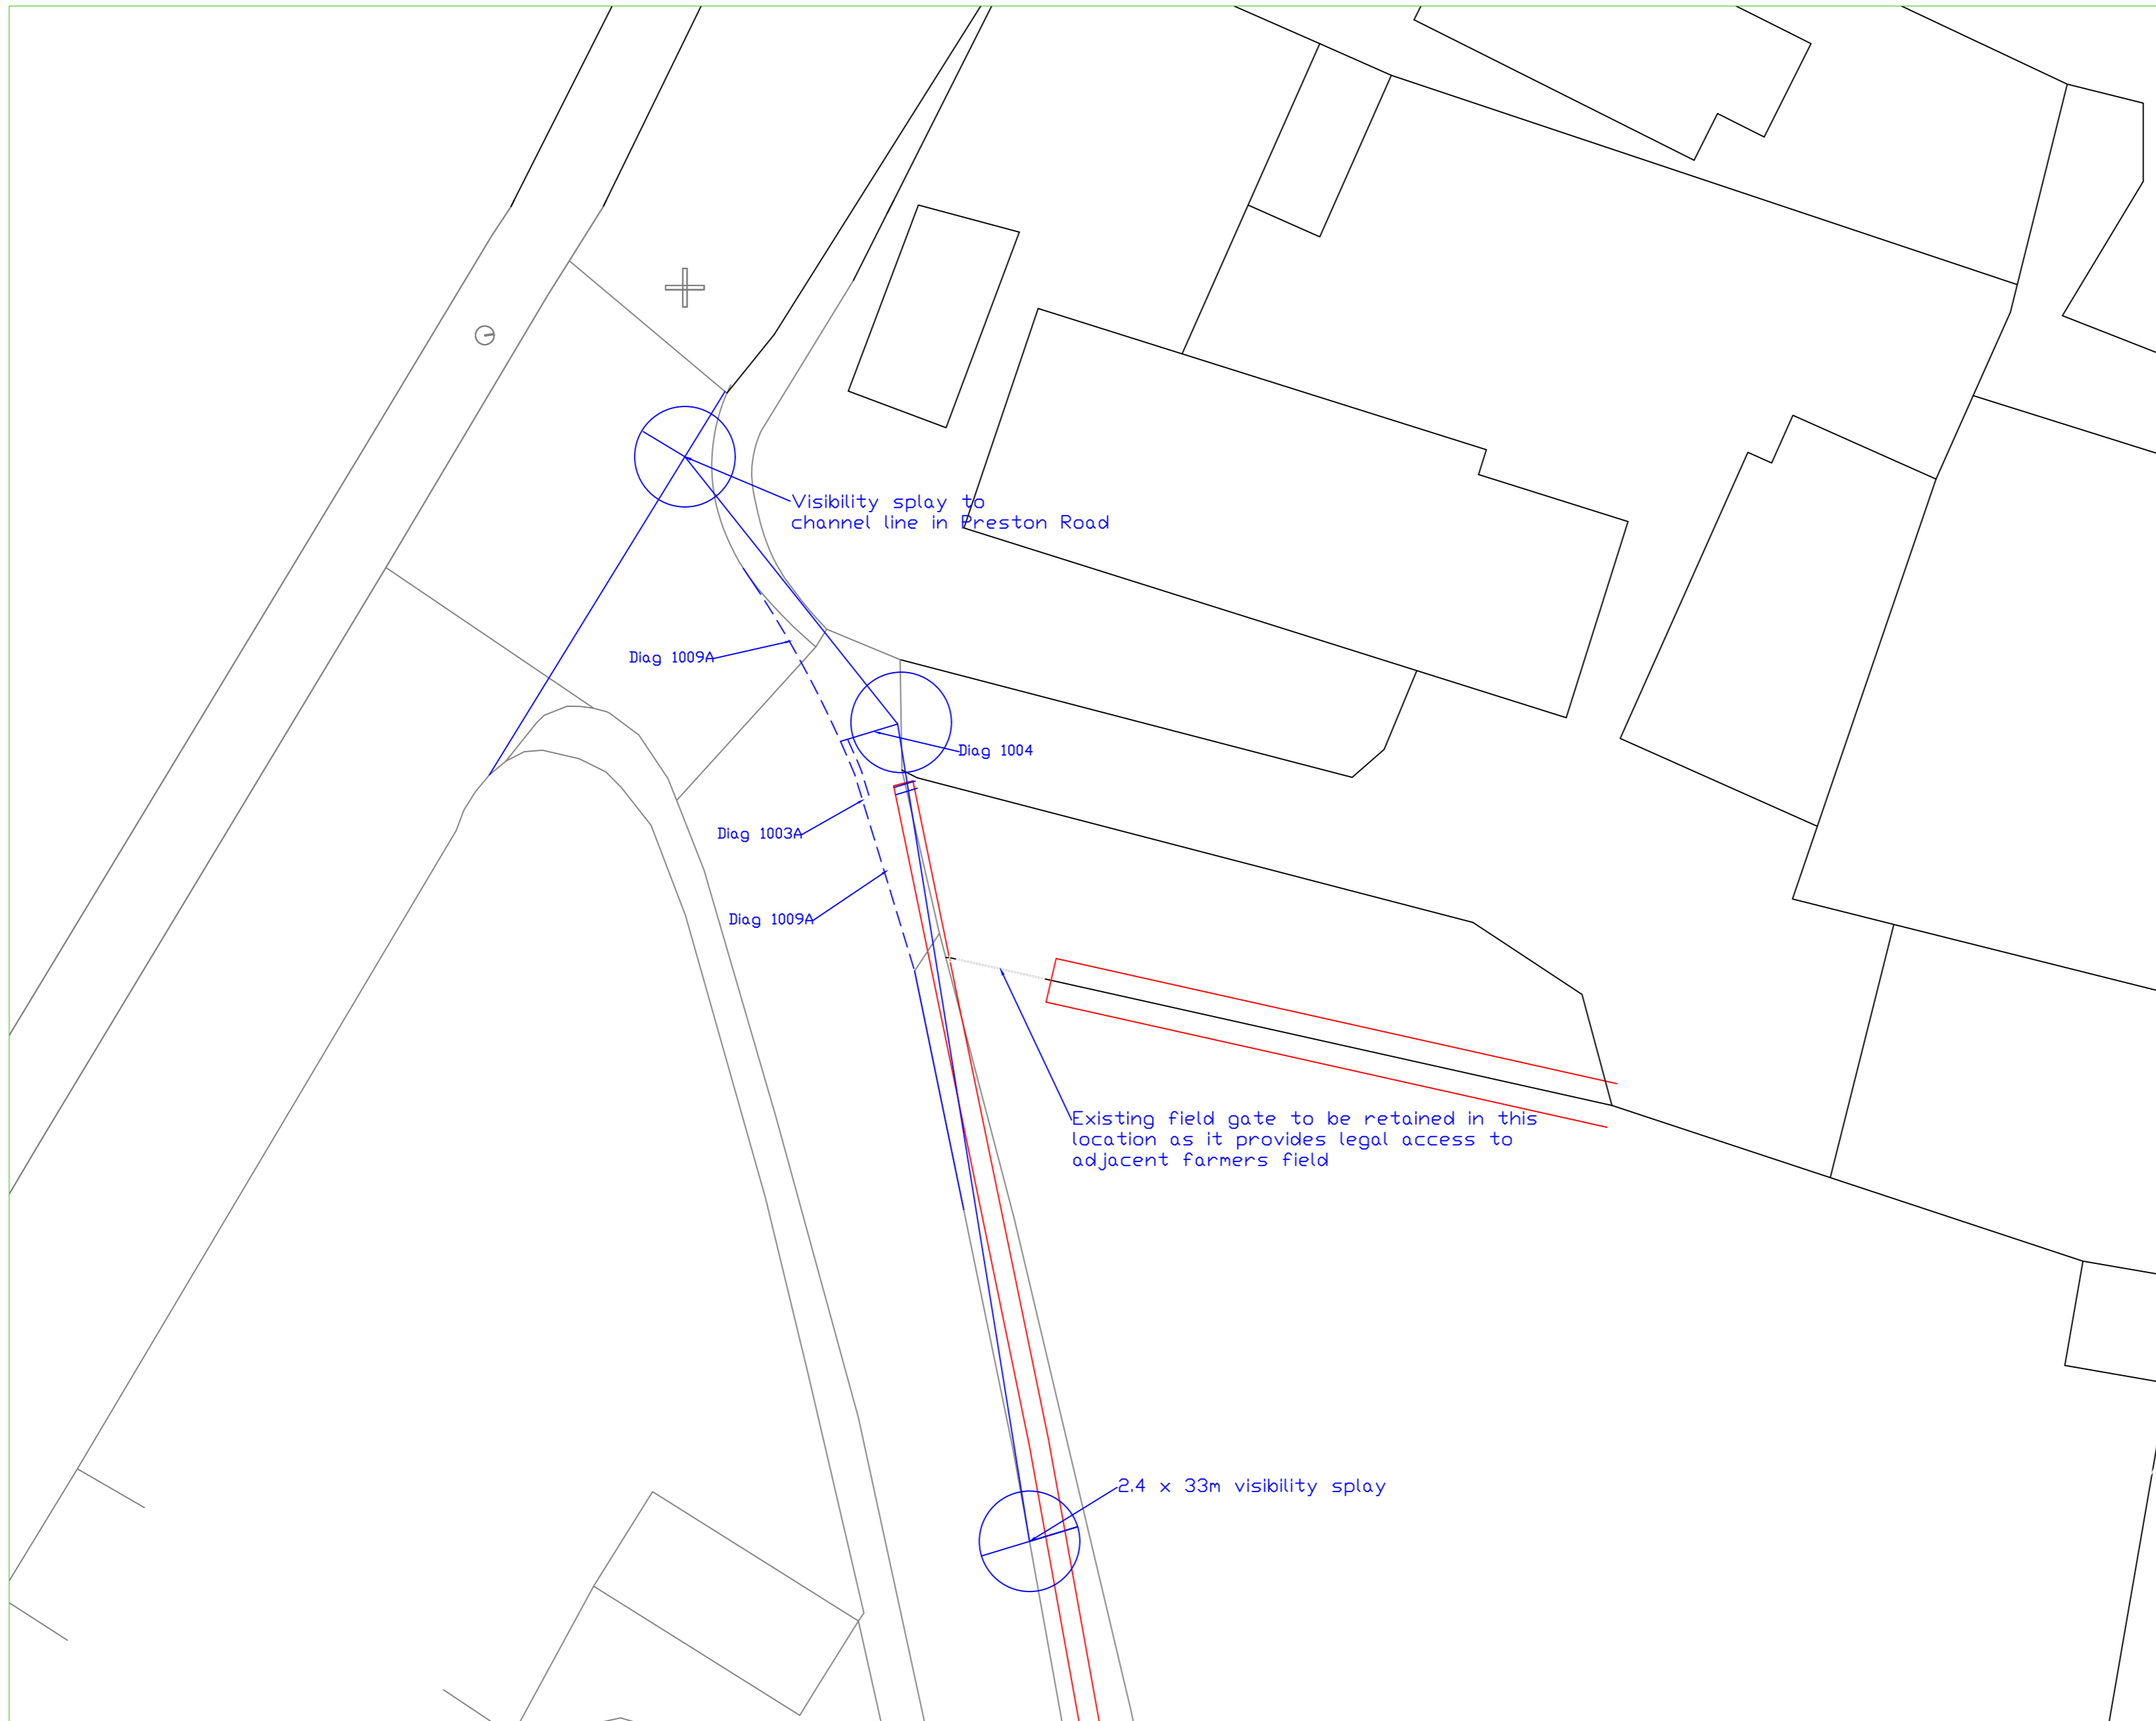 Visibility splay to
channel line in Preston Road
Diag 1009A
Diag 1004
Diag 1003A
Diag 1009A
Existing field gate to be retained in this
location as it provides legal access to
adjacent farmers field
2.4 x 33m visibility splay